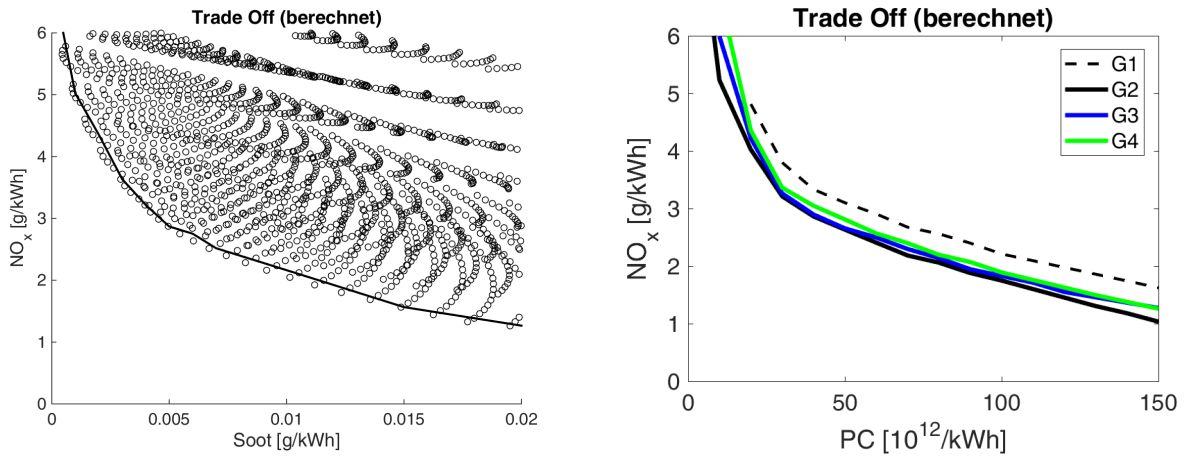 Trade Off (berechnet)
6
5
4
3
2
1
0
NOx [g/kWh]
0
0.005
0.01
0.015
0.02
Soot [g/kWh]
Trade Off (berechnet)
6
5
4
3
2
1
0
NOx [g/kWh]
G1
G2
G3
G4
0
50
100
150
PC [10^12/kWh]